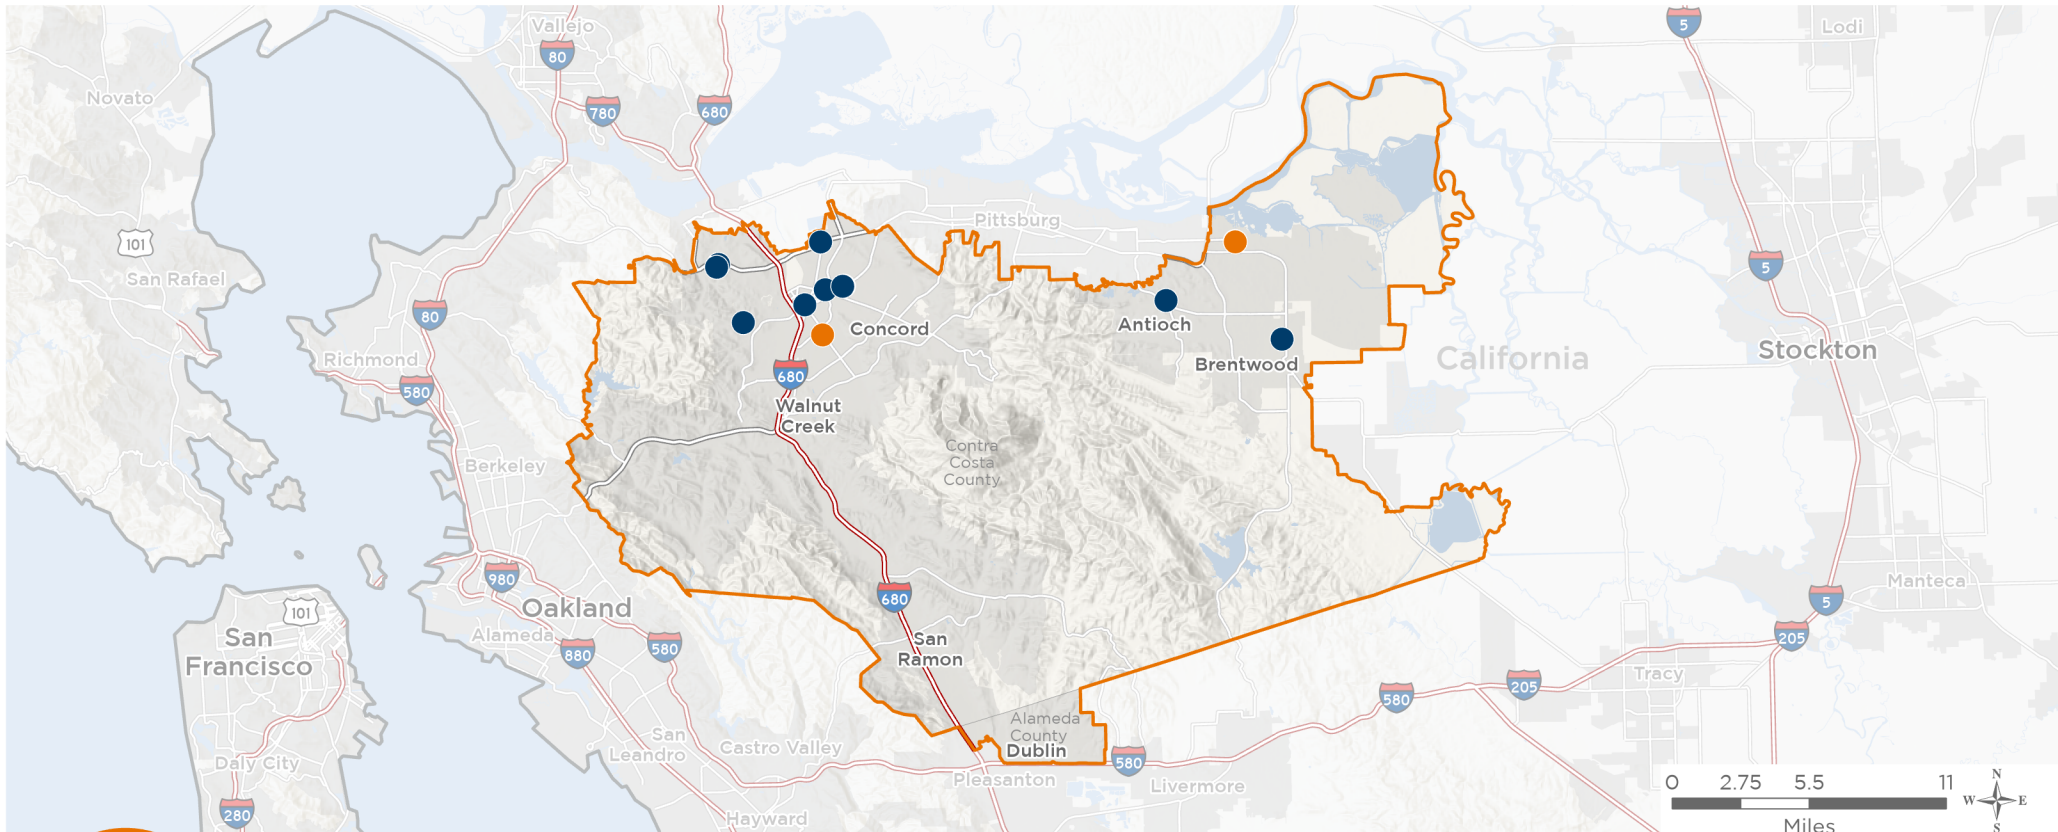 Vallejo
80
780
680
5
Lodi
Novato
101
San Rafael
Pittsburg
5
80
Richmond
580
Concord
Antioch
Brentwood
California
Stockton
680
Walnut
Creek
Contra
Costa
County
Berkeley
980
Oakland
Alameda
101
San
Francisco
880
580
680
San
Ramon
Manteca
5
205
Tracy
205
580
Alameda
County
Dublin
580
San
Leandro
Castro Valley
Pleasanton
Livermore
Daly City
280
Hayward
0 2.75 5.5 11
Miles
N
W E
S